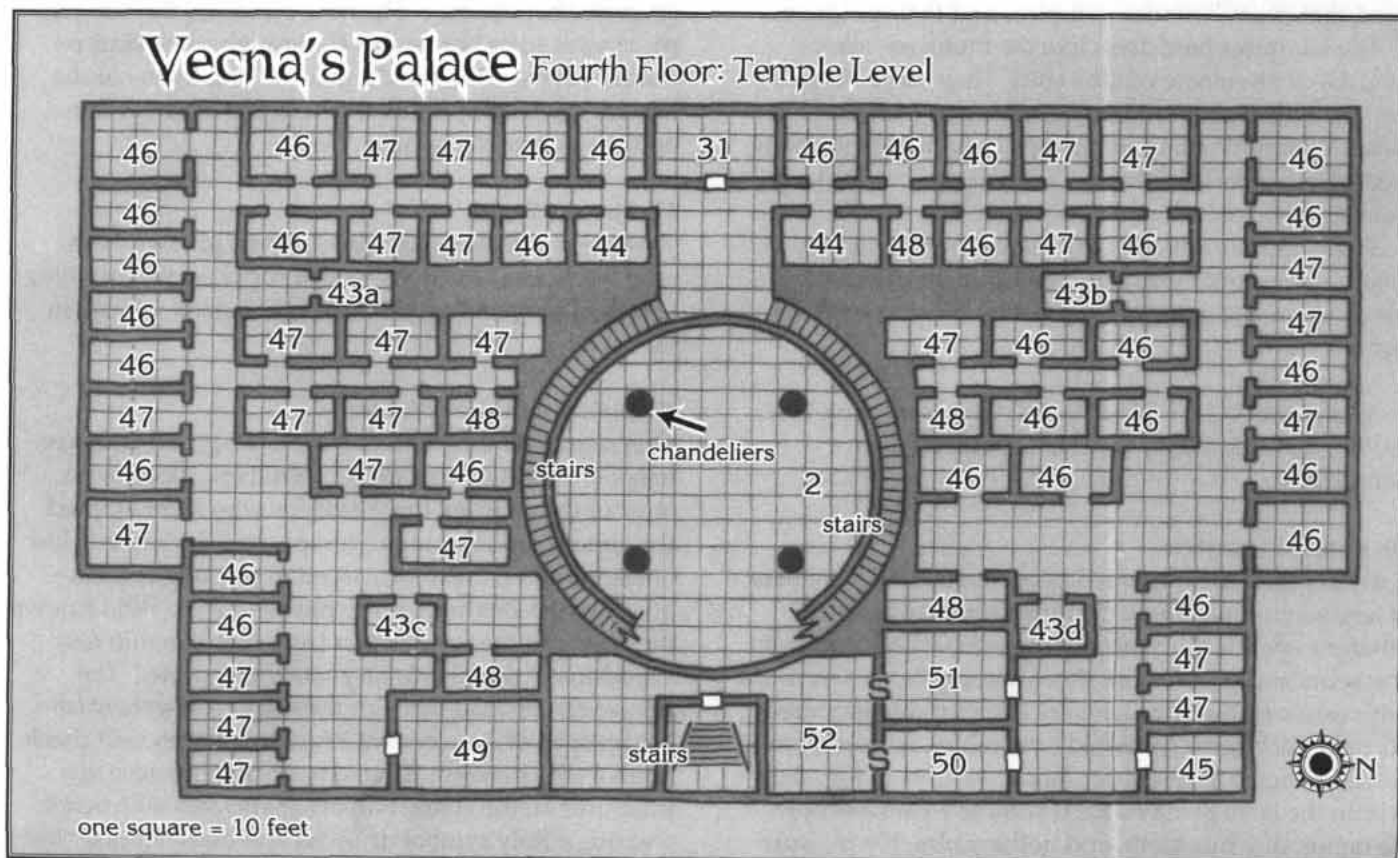 Vecna's Palace Fourth Floor: Temple Level
46 46 47 47 46 46 31 46 46 46 47 47 46
46 46 47 47 46 44 44 48 46 47 46 46
46 43a 43b 47
46 47 47 47 47 46 46 47
46
47 47 47 48 chandeliers 48 46 46 47
46 47 46 stairs 2 46 46 46
stairs
47 47 46
46 48 46
46 43c 43d
47 48 51 S 47
47 49 stairs 52 47
47 S 50 45 N
one square = 10 feet